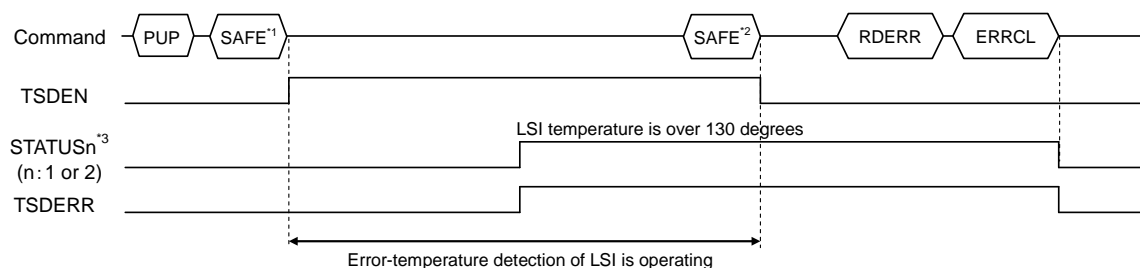 Command PUP SAFE*1 SAFE*2 RDERR ERRCL
TSDEN
LSI temperature is over 130 degrees
STATUSn*3
(n:1 or 2)
TSDERR
Error-temperature detection of LSI is operating